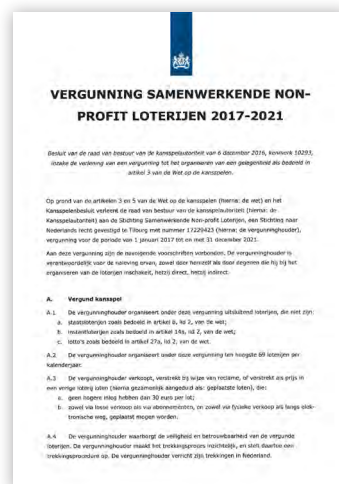 VERGUNNING SAMENWERKENDE NON-
PROFIT LOTERIJEN 2017-2021
Besluit van de raad van bestuur van de kansspelautoriteit van 6 december 2016, kenmerk 10293,
inzake de verlening van een vergunning tot het organiseren van een gelegenheid als bedoeld in
artikel 3 van de Wet op de kansspelen.
Op grond van de artikelen 3 en 5 van de Wet op de kansspelen (hierna: de wet) en het
Kansspelenbesluit verleent de raad van bestuur van de kansspelautoriteit (hierna: de
Kansspelautoriteit) aan de Stichting Samenwerkende Non-profit Loterijen, een Stichting naar
Nederlands recht gevestigd te Tilburg met nummer 17229423 (hierna: de vergunninghouder),
vergunning voor de periode van 1 januari 2017 tot en met 31 december 2021.
Aan deze vergunning zijn de navolgende voorschriften verbonden. De vergunninghouder is
verantwoordelijk voor de naleving ervan, zowel door hemzelf als door degenen die hij bij het
organiseren van de loterijen inschakelt, hetzij direct, hetzij indirect.
A. Vergund kansspel
A.1 De vergunninghouder organiseert onder deze vergunning uitsluitend loterijen, die niet zijn:
a. staatsloterijen zoals bedoeld in artikel 8, lid 2, van de wet;
b. instantloterijen zoals bedoeld in artikel 14a, lid 2, van de wet;
c. lotto's zoals bedoeld in artikel 27a, lid 2, van de wet.
A.2 De vergunninghouder organiseert onder deze vergunning ten hoogste 69 loterijen per
kalenderjaar.
A.3 De vergunninghouder verkoopt, verstrekt bij wijze van reclame, of verstrekt als prijs in
een vorige loterij loten (hierna gezamenlijk aangeduid als: geplaatste loten), die:
a. geen hogere inleg hebben dan 30 euro per lot;
b. zowel via losse verkoop als via abonnementen, en zowel via fysieke verkoop als langs elek-
tronische weg, geplaatst mogen worden.
A.4 De vergunninghouder waarborgt de veiligheid en betrouwbaarheid van de vergunde
loterijen. De vergunninghouder maakt het trekkingsproces inzichtelijk, en stelt daartoe een
trekkingsprocedure op. De vergunninghouder verricht zijn trekkingen in Nederland.